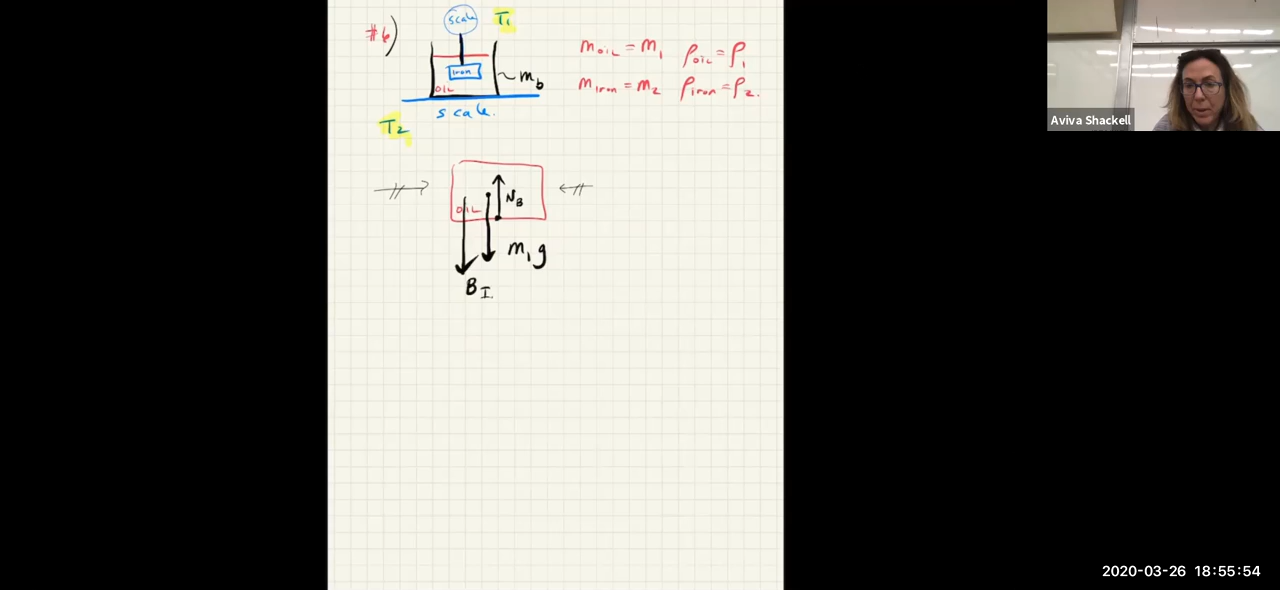 #6)
scale T1
iron
OIL
~ mb
scale.
T2
mOIL = m1 ρOIL = ρ1
miron = m2 ρiron = ρ2.
OIL
NB
m1g
BI
Aviva Shackell
2020-03-26 18:55:54